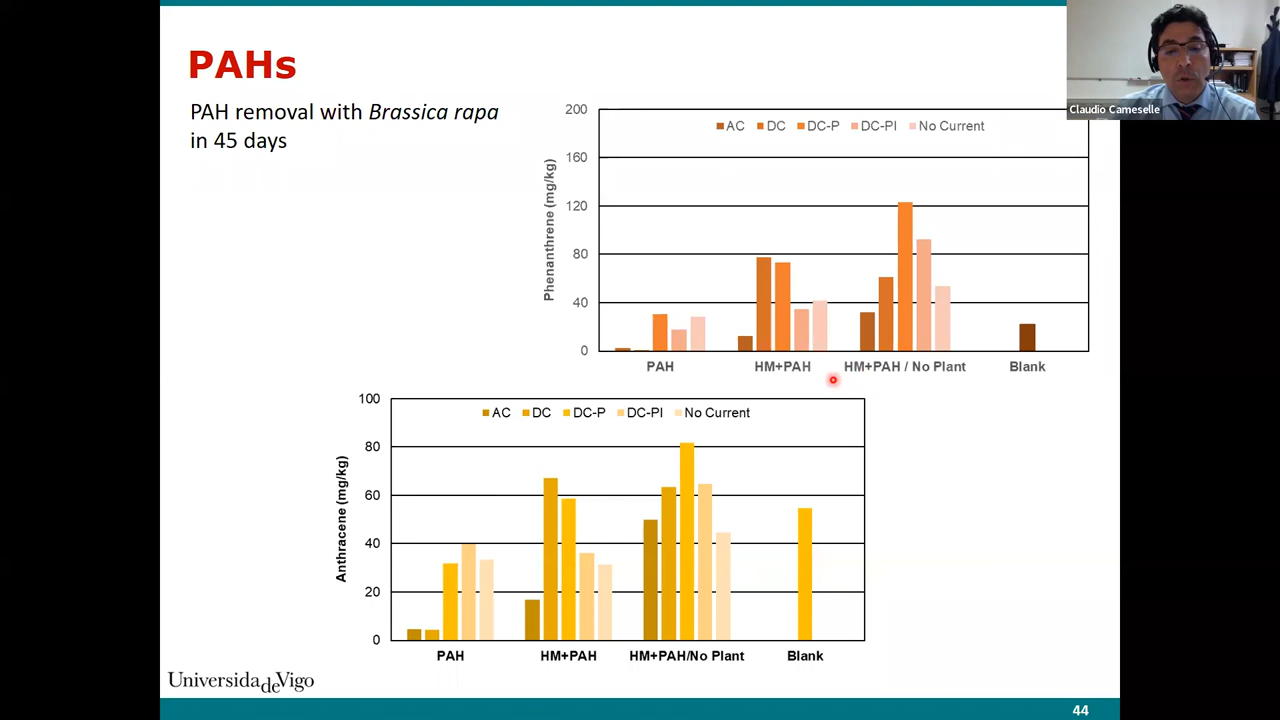 PAHs
PAH removal with Brassica rapa
in 45 days
Claudio Cameselle
200
160
120
80
40
0
Phenanthrene (mg/kg)
AC DC DC-P DC-PI No Current
PAH HM+PAH HM+PAH / No Plant Blank
100
80
60
40
20
0
Anthracene (mg/kg)
AC DC DC-P DC-PI No Current
PAH HM+PAH HM+PAH/No Plant Blank
UniversidadeVigo
44